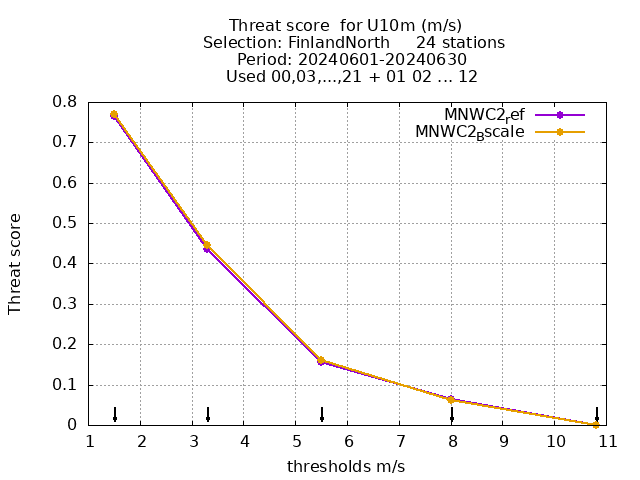 Threat score  for U10m (m/s)
Selection: FinlandNorth     24 stations
Period: 20240601-20240630
Used 00,03,...,21 + 01 02 ... 12
MNWC2ref
MNWC2Bscale
Threat score
0.8
0.7
0.6
0.5
0.4
0.3
0.2
0.1
0
1 2 3 4 5 6 7 8 9 10 11
thresholds m/s